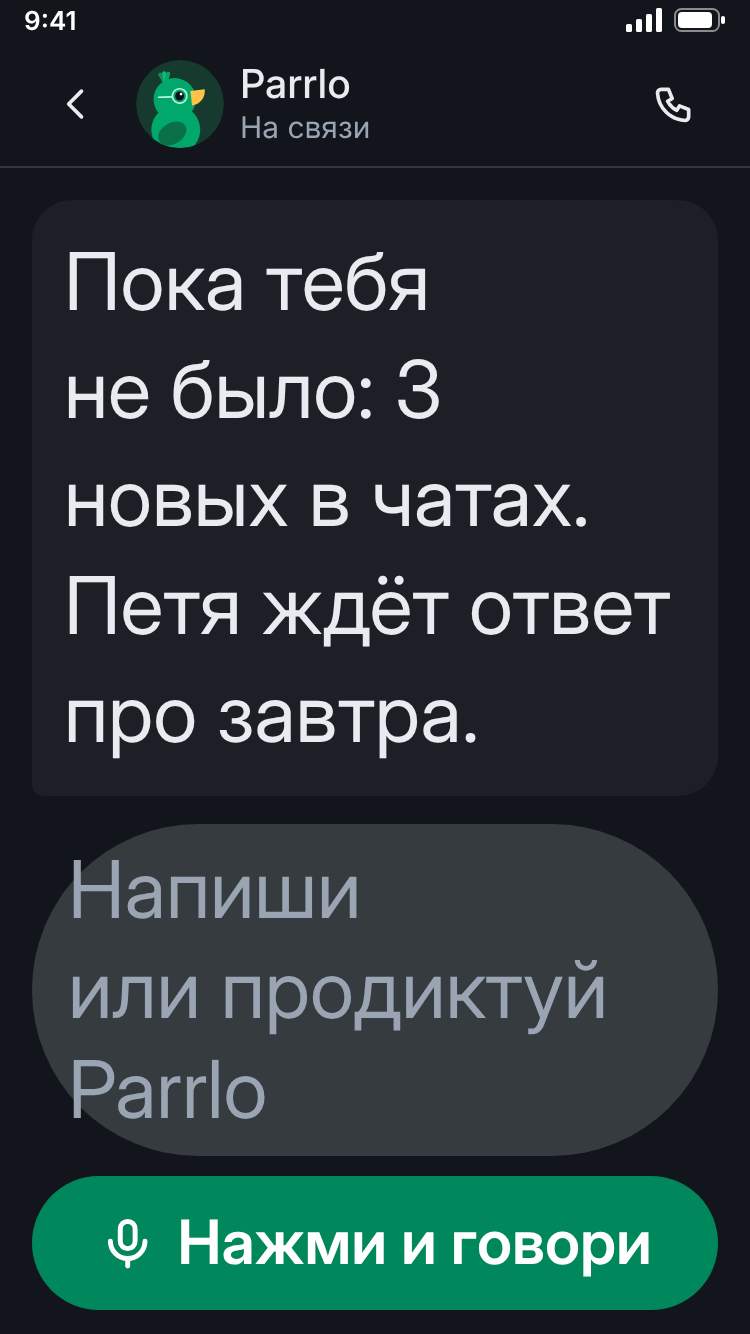 9:41
Parrlo
На связи
Пока тебя
не было: 3
новых в чатах.
Петя ждёт ответ
про завтра.
Напиши
или продиктуй
Parrlo
Нажми и говори